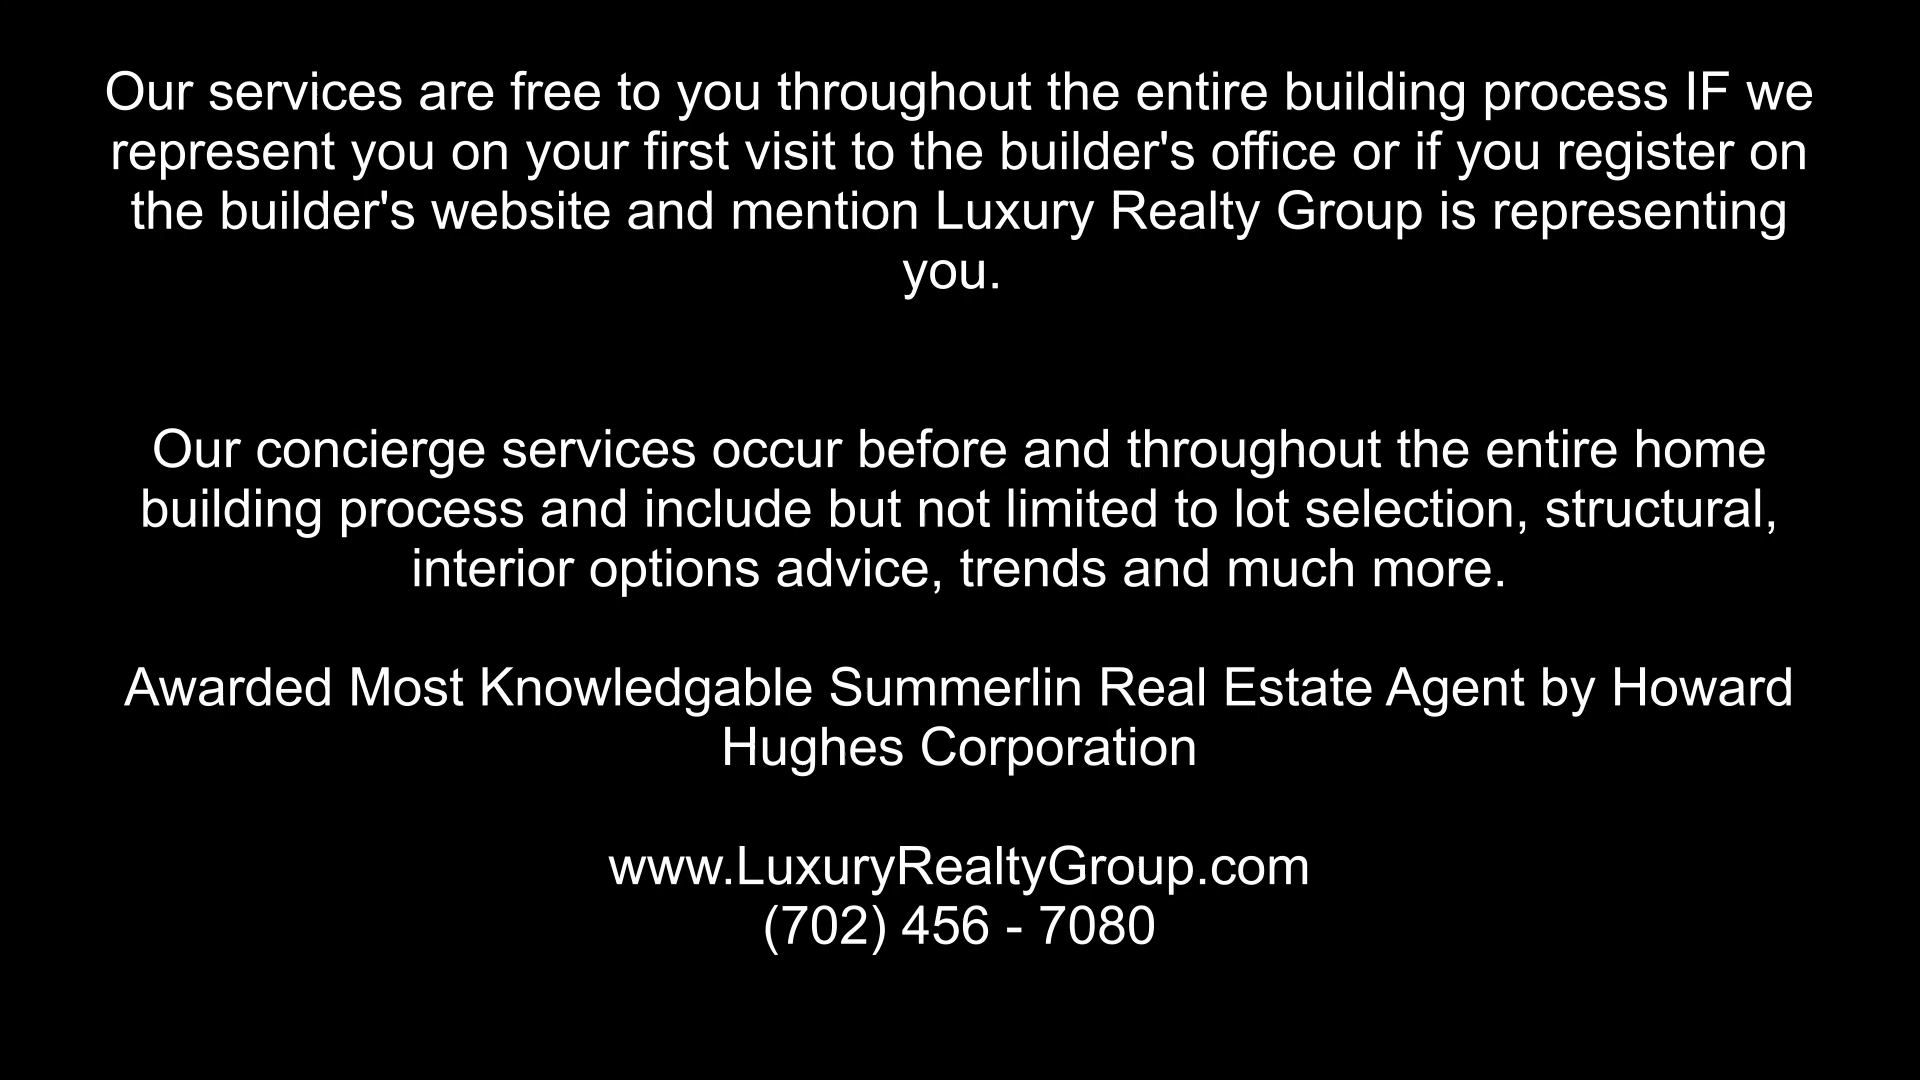 Our services are free to you throughout the entire building process IF we
represent you on your first visit to the builder's office or if you register on
the builder's website and mention Luxury Realty Group is representing
you.
Our concierge services occur before and throughout the entire home
building process and include but not limited to lot selection, structural,
interior options advice, trends and much more.
Awarded Most Knowledgable Summerlin Real Estate Agent by Howard
Hughes Corporation
www.LuxuryRealtyGroup.com
(702) 456 - 7080